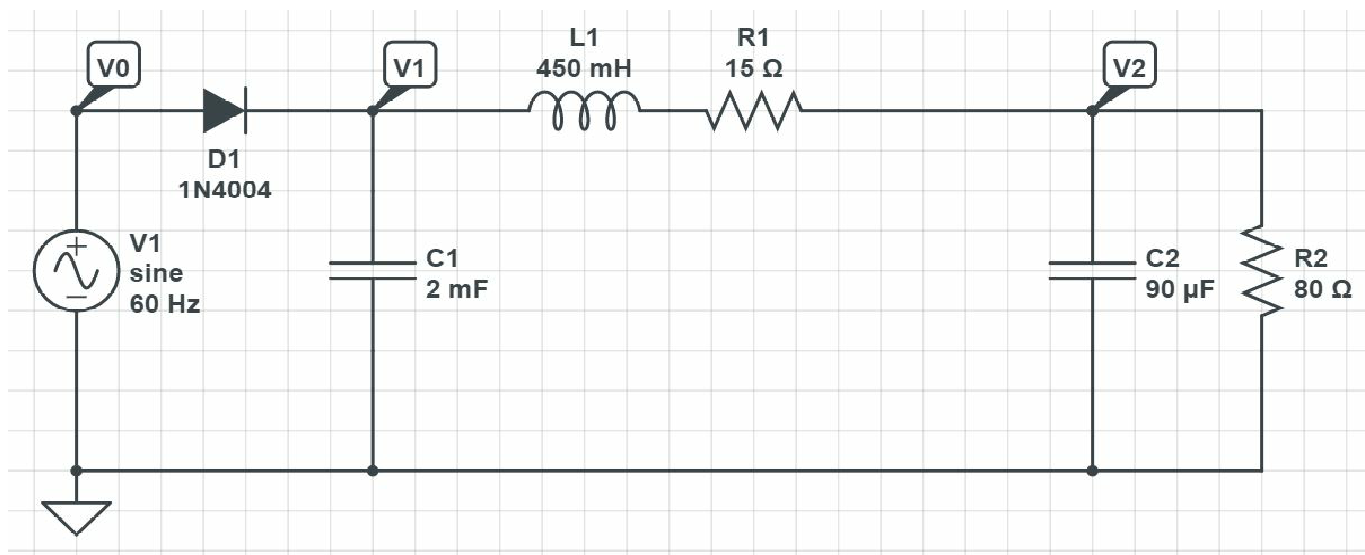 V0
V1
L1
450 mH
R1
15 Ω
V2
D1
1N4004
V1
sine
60 Hz
C1
2 mF
C2
90 µF
R2
80 Ω